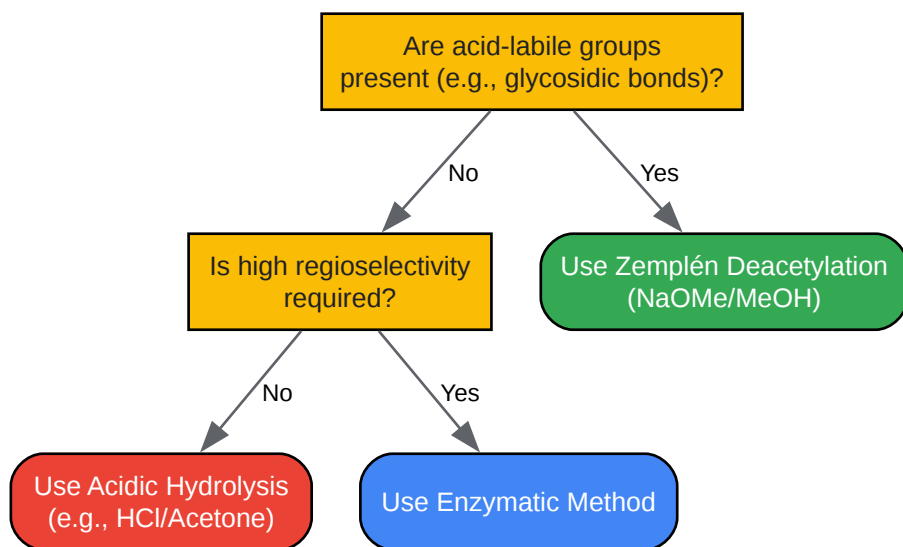 Are acid-labile groups
present (e.g., glycosidic bonds)?
No
Yes
Is high regioselectivity
required?
Use Zemplén Deacetylation
(NaOMe/MeOH)
No
Yes
Use Acidic Hydrolysis
(e.g., HCl/Acetone)
Use Enzymatic Method